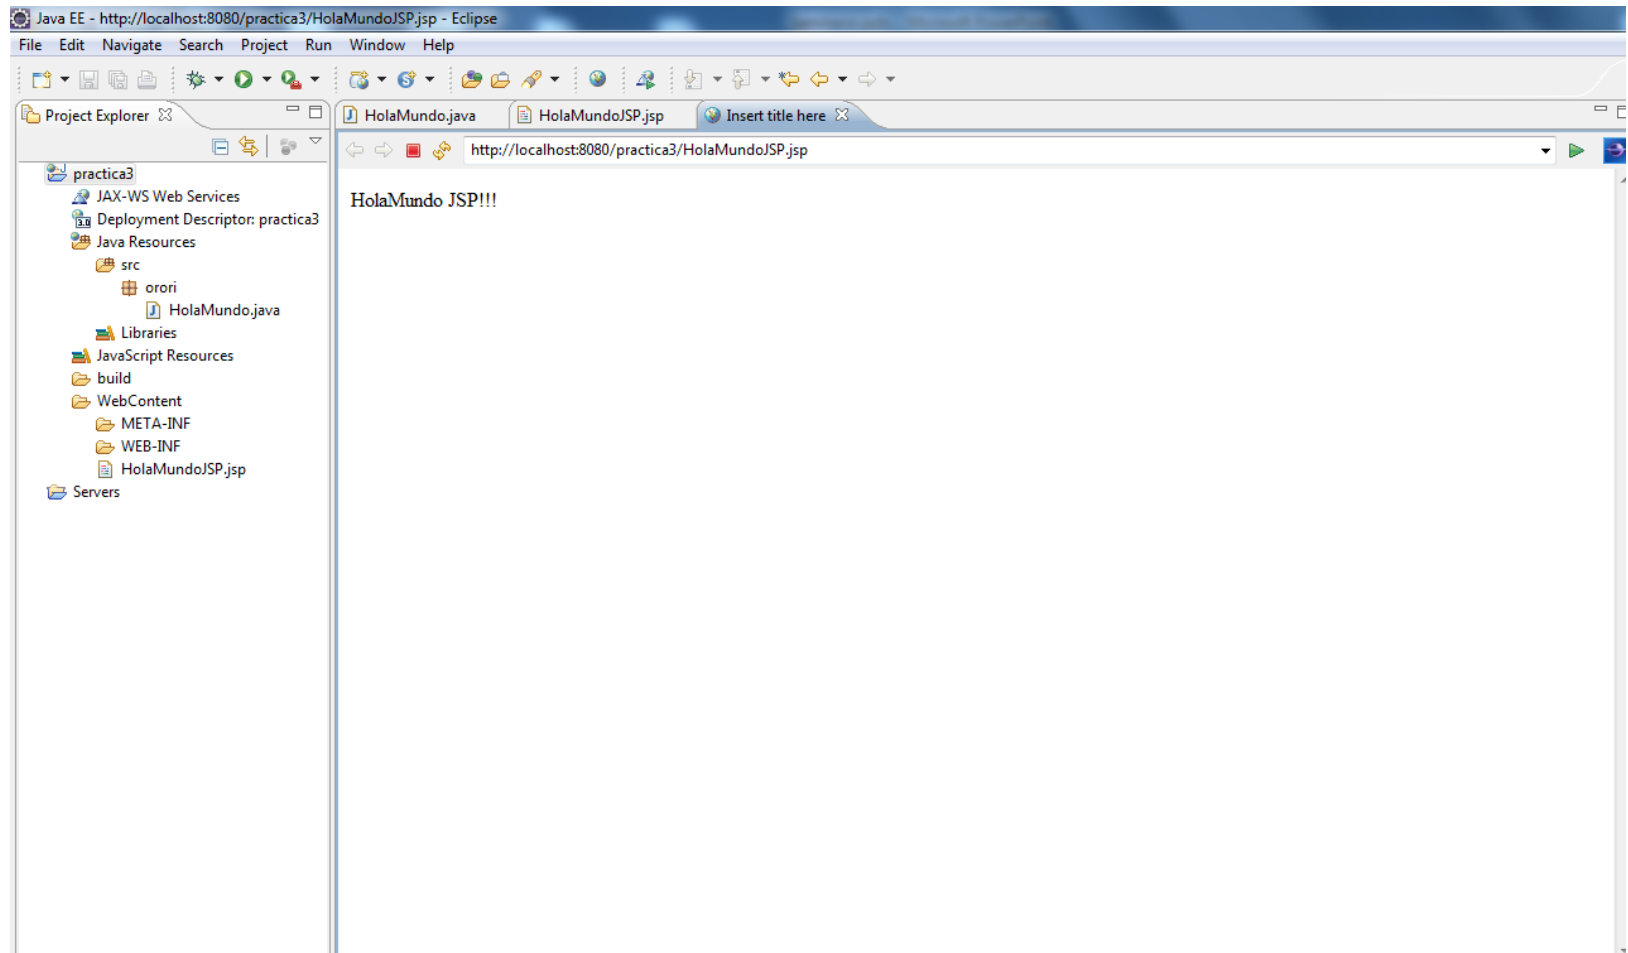 Java EE - http://localhost:8080/practica3/HolaMundoJSP.jsp - Eclipse
File Edit Navigate Search Project Run Window Help
Project Explorer
HolaMundo.java HolaMundoJSP.jsp Insert title here
http://localhost:8080/practica3/HolaMundoJSP.jsp
practica3
JAX-WS Web Services
3.0 Deployment Descriptor: practica3
Java Resources
src
orori
J HolaMundo.java
Libraries
JavaScript Resources
build
WebContent
META-INF
WEB-INF
HolaMundoJSP.jsp
Servers
HolaMundo JSP!!!